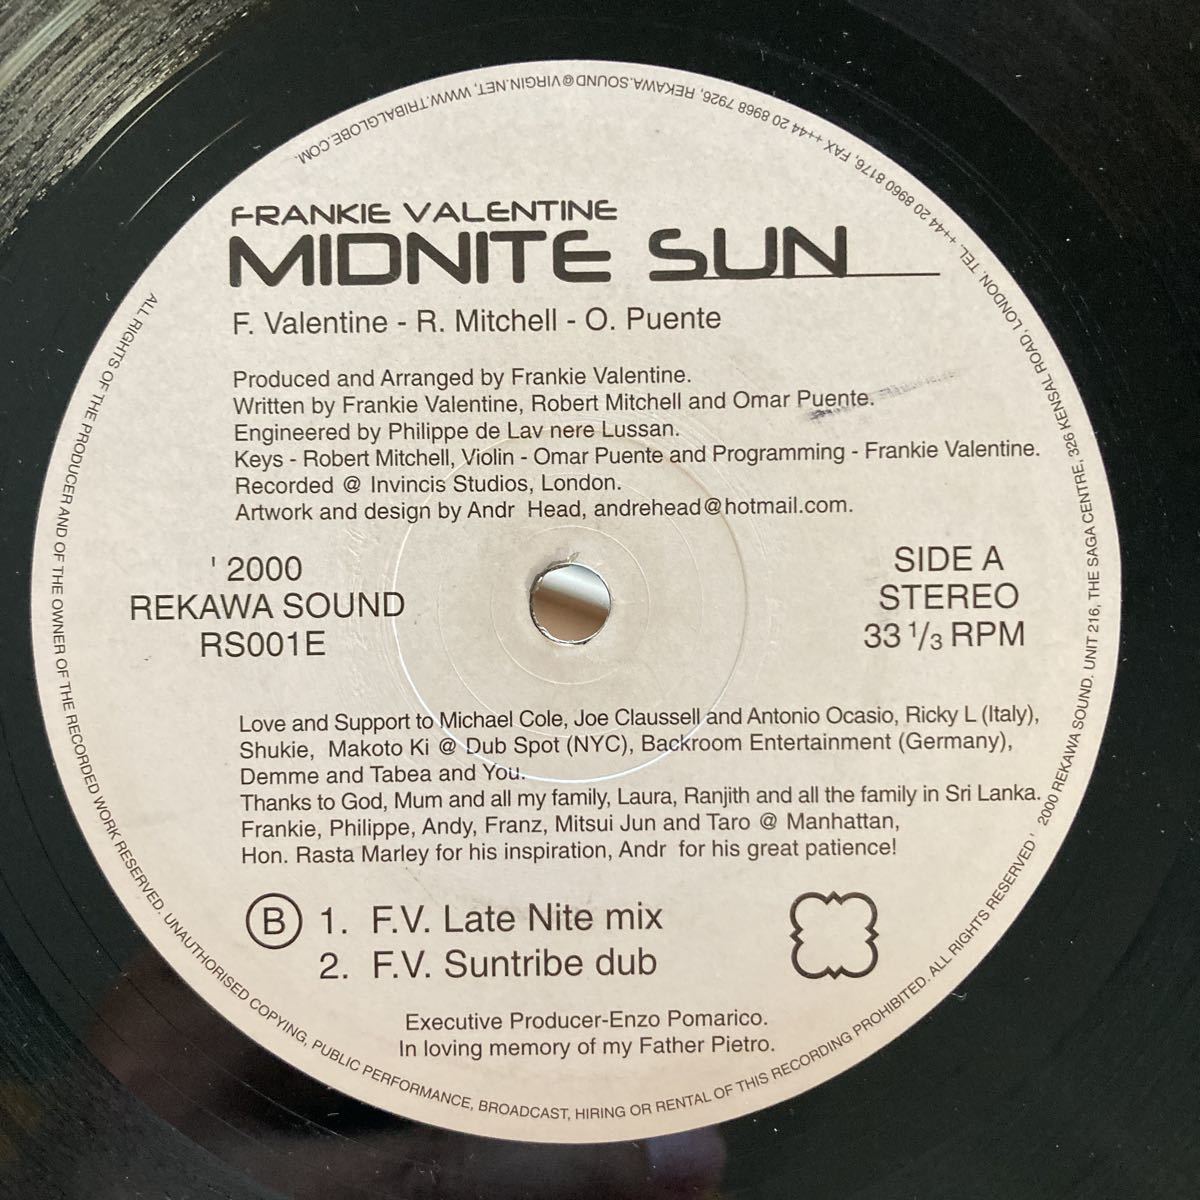 FRANKIE VALENTINE
MIDNITE SUN
F. Valentine - R. Mitchell - O. Puente
Produced and Arranged by Frankie Valentine.
Written by Frankie Valentine, Robert Mitchell and Omar Puente.
Engineered by Philippe de Lav nere Lussan.
Keys - Robert Mitchell, Violin - Omar Puente and Programming - Frankie Valentine.
Recorded @ Invincis Studios, London.
Artwork and design by Andr Head, andrehead@hotmail.com.
' 2000
REKAWA SOUND
RS001E
SIDE A
STEREO
33 1/3 RPM
Love and Support to Michael Cole, Joe Claussell and Antonio Ocasio, Ricky L (Italy),
Shukie, Makoto Ki @ Dub Spot (NYC), Backroom Entertainment (Germany),
Demme and Tabea and You.
Thanks to God, Mum and all my family, Laura, Ranjith and all the family in Sri Lanka.
Frankie, Philippe, Andy, Franz, Mitsui Jun and Taro @ Manhattan,
Hon. Rasta Marley for his inspiration, Andr for his great patience!
B 1. F.V. Late Nite mix
2. F.V. Suntribe dub
Executive Producer-Enzo Pomarico.
In loving memory of my Father Pietro.
ALL RIGHTS OF THE PRODUCER AND OF THE OWNER OF THE RECORDED WORK RESERVED. UNAUTHORISED COPYING, PUBLIC PERFORMANCE, BROADCAST, HIRING OR RENTAL OF THIS RECORDING PROHIBITED. ALL RIGHTS RESERVED ' 2000 REKAWA SOUND. UNIT 216, THE SAGA CENTRE, 326 KENSAL ROAD, LONDON. TEL. ++44 20 8960 8176, FAX ++44 20 8968 7926, REKAWA.SOUND@VIRGIN.NET, WWW.TRIBALGLOBE.COM.